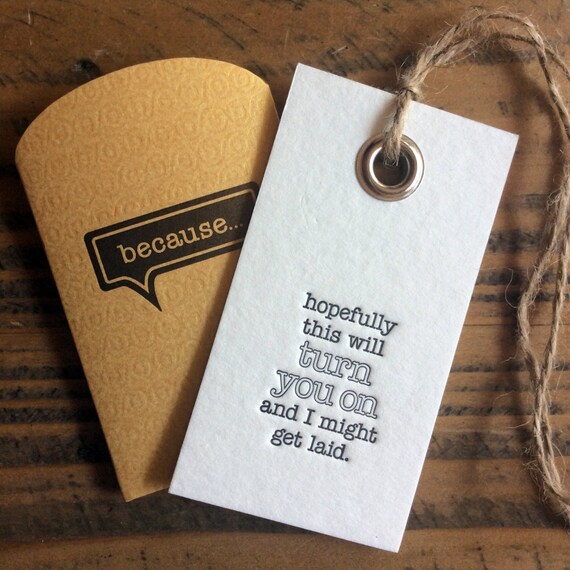 because...
hopefully
this will
turn
you on
and I might
get laid.